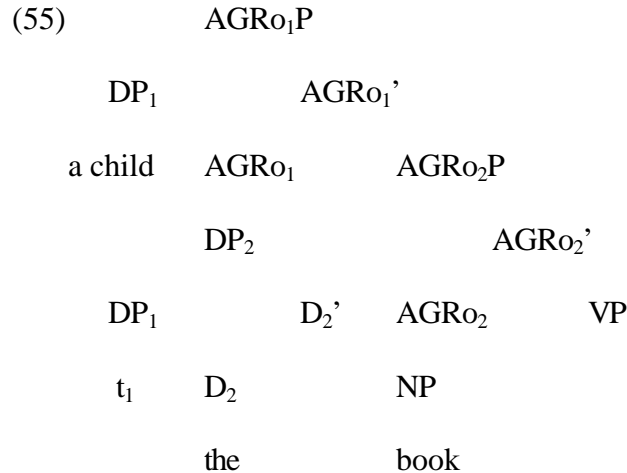 (55) AGRo₁P
DP₁ AGRo₁’
a child AGRo₁ AGRo₂P
DP₂ AGRo₂’
DP₁ D₂’ AGRo₂ VP
t₁ D₂ NP
the book